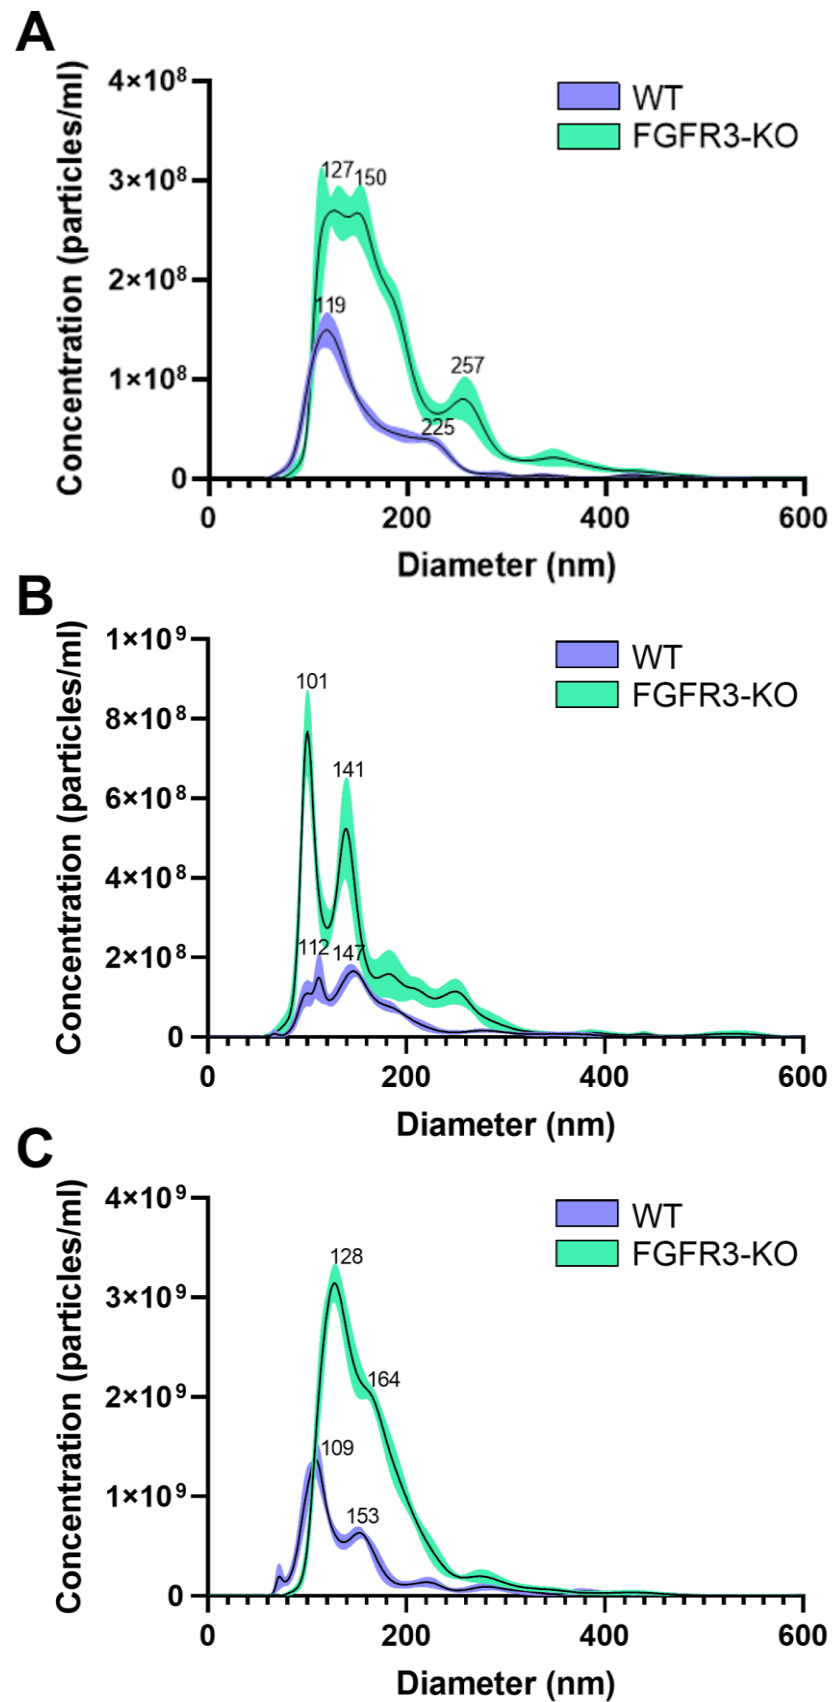 A
Concentration (particles/ml)
4×10⁸
3×10⁸
2×10⁸
1×10⁸
0
WT
FGFR3-KO
127
150
119
257
225
0 200 400 600
Diameter (nm)
B
Concentration (particles/ml)
1×10⁹
8×10⁸
6×10⁸
4×10⁸
2×10⁸
0
WT
FGFR3-KO
101
141
112
147
0 200 400 600
Diameter (nm)
C
Concentration (particles/ml)
4×10⁹
3×10⁹
2×10⁹
1×10⁹
0
WT
FGFR3-KO
128
164
109
153
0 200 400 600
Diameter (nm)